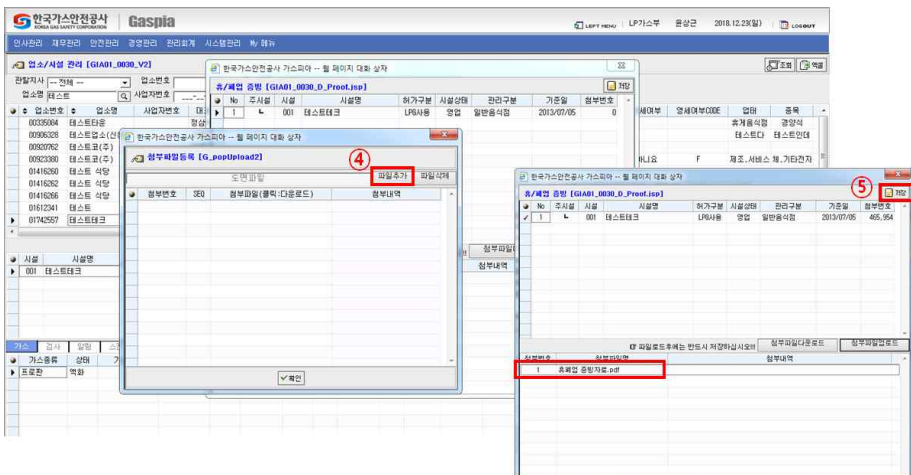 한국가스안전공사 Gaspia
KOREA GAS SAFETY CORPORATION
LEFT MENU LP가스부 윤상근 2018.12.23(일) LOGOUT
인사관리 재무관리 안전관리 경영관리 관리회계 시스템관리 My 메뉴
업소/시설 관리 [GIA01_0030_V2] 조회 엑셀
관할지사 -- 전체 -- 업소번호
업소명 테스트 사업자번호
업소번호 업소명 사업자번호
00335084 테스트타운
00906328
00920762 테스트코(주)
00923380 테스트코(주)
01416260 테스트 식당
01416262 테스트 식당
01416266 테스트 식당
01612341 테스트
01742557 테스트테크
영세여부CODE 업태 종목
휴게음식점 경양식
테스트다 테스트인데
F 제조,서비스
시설 시설명
001 테스트테크
가스 검사 알림
가스종류 상태
프로판 액화
한국가스안전공사 가스피아 -- 웹 페이지 대화 상자
휴/폐업 증빙 [GIA01_0030_D_Proof.jsp] 저장
No 주시설 시설 시설명 허가구분 시설상태 관리구분 기준일 첨부번호
1 001 테스트테크 LPG사용 영업 일반음식점 2013/07/05 0
첨부내역
한국가스안전공사 가스피아 -- 웹 페이지 대화 상자
첨부파일등록 [G_popUpload2]
④
도면파일 파일추가 파일삭제
첨부번호 SEQ 첨부파일(클릭:다운로드) 첨부내역
확인
한국가스안전공사 가스피아 -- 웹 페이지 대화 상자
휴/폐업 증빙 [GIA01_0030_D_Proof.jsp] ⑤ 저장
No 주시설 시설 시설명 허가구분 시설상태 관리구분 기준일 첨부번호
1 001 테스트테크 LPG사용 영업 일반음식점 2013/07/05 465,954
☞ 파일로드후에는 반드시 저장하십시오!! 첨부파일다운로드 첨부파일업로드
첨부번호 첨부파일명 첨부내역
1 휴폐업 증빙자료.pdf